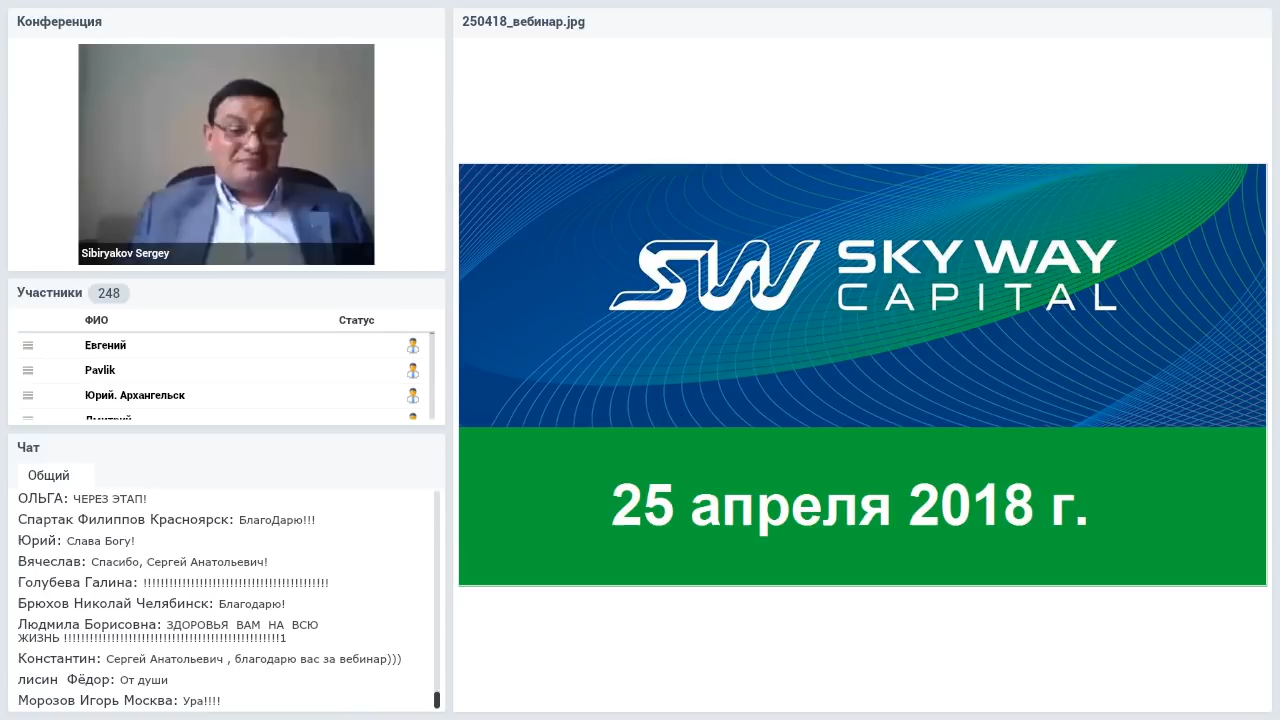 Конференция
Sibiryakov Sergey
Участники 248
ФИО Статус
Евгений
Pavlik
Юрий. Архангельск
Дмитрий
Чат
Общий
ОЛЬГА: ЧЕРЕЗ ЭТАП!
Спартак Филиппов Красноярск: БлагоДарю!!!
Юрий: Слава Богу!
Вячеслав: Спасибо, Сергей Анатольевич!
Голубева Галина: !!!!!!!!!!!!!!!!!!!!!!!!!!!!!!!!!!!!!!!!!!!
Брюхов Николай Челябинск: Благодарю!
Людмила Борисовна: ЗДОРОВЬЯ ВАМ НА ВСЮ
ЖИЗНЬ !!!!!!!!!!!!!!!!!!!!!!!!!!!!!!!!!!!!!!!!!!!!!!!!!!1
Константин: Сергей Анатольевич , благодарю вас за вебинар)))
лисин Фёдор: От души
Морозов Игорь Москва: Ура!!!!
250418_вебинар.jpg
SW SKY WAY
CAPITAL
25 апреля 2018 г.